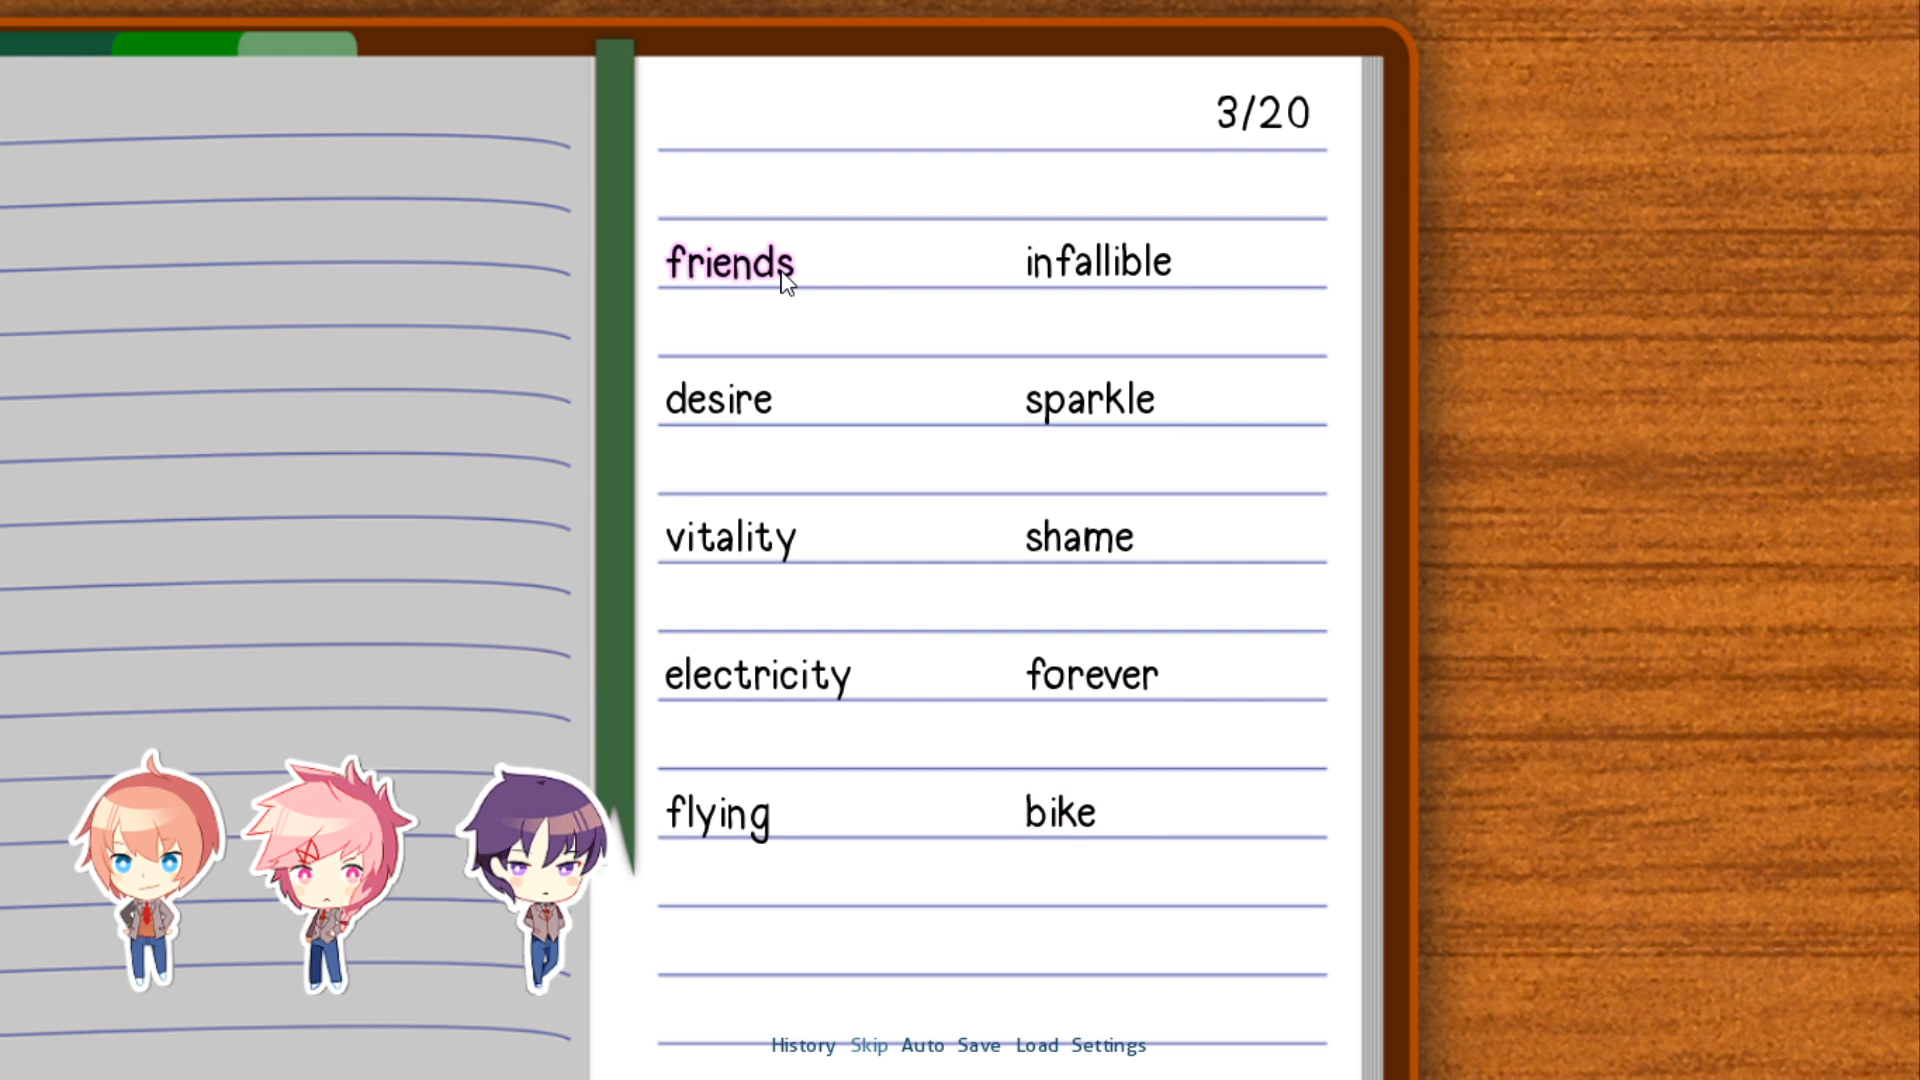 3/20
friends infallible
desire sparkle
vitality shame
electricity forever
flying bike
History Skip Auto Save Load Settings